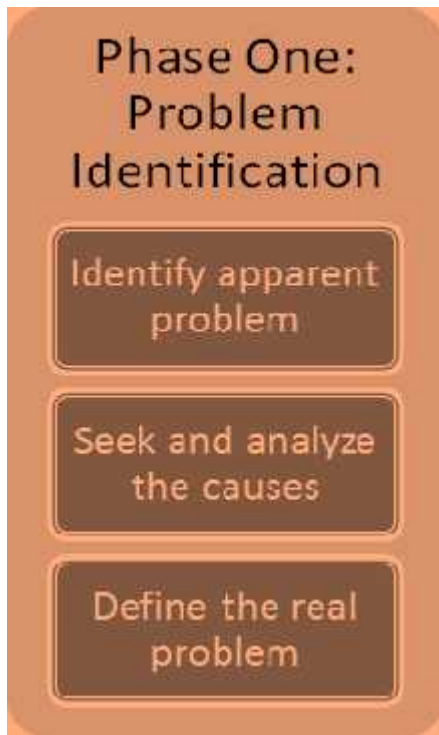 Phase One:
Problem
Identification
Identify apparent
problem
Seek and analyze
the causes
Define the real
problem